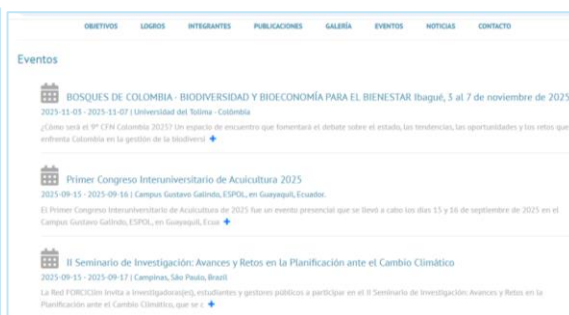 OBJETIVOS LOGROS INTEGRANTES PUBLICACIONES GALERÍA EVENTOS NOTICIAS CONTACTO
Eventos
BOSQUES DE COLOMBIA - BIODIVERSIDAD Y BIOECONOMÍA PARA EL BIENESTAR Ibagué, 3 al 7 de noviembre de 2025
2025-11-03 - 2025-11-07 | Universidad del Tolima - Colómbia
¿Cómo será el 9° CFN Colombia 2025? Un espacio de encuentro que fomentará el debate sobre el estado, las tendencias, las oportunidades y los retos que
enfrenta Colombia en la gestión de la biodiversi +
Primer Congreso Interuniversitario de Acuicultura 2025
2025-09-15 - 2025-09-16 | Campus Gustavo Galindo, ESPOL, en Guayaquil, Ecuador.
El Primer Congreso Interuniversitario de Acuicultura de 2025 fue un evento presencial que se llevó a cabo los días 15 y 16 de septiembre de 2025 en el
Campus Gustavo Galindo, ESPOL, en Guayaquil, Ecua +
II Seminario de Investigación: Avances y Retos en la Planificación ante el Cambio Climático
2025-09-15 - 2025-09-17 | Campinas, São Paulo, Brazil
La Red FORCIClim invita a investigadoras(es), estudiantes y gestores públicos a participar en el II Seminario de Investigación: Avances y Retos en la
Planificación ante el Cambio Climático, que se c +